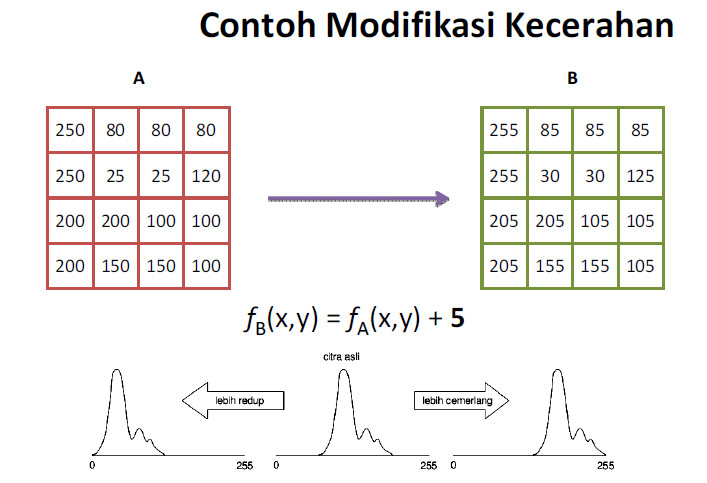 Contoh Modifikasi Kecerahan
A B
250 80 80 80
250 25 25 120
200 200 100 100
200 150 150 100
255 85 85 85
255 30 30 125
205 205 105 105
205 155 155 105
fB(x,y) = fA(x,y) + 5
citra asli
lebih redup
lebih cemerlang
0 255 0 255 0 255